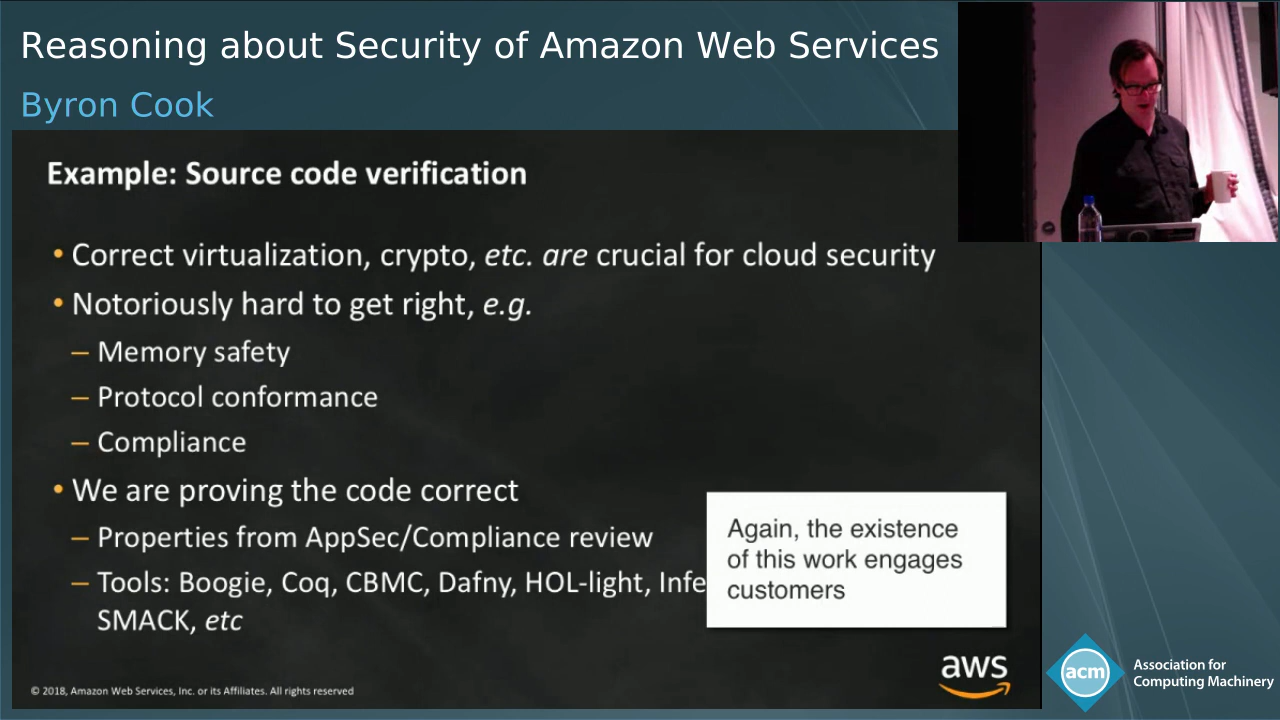 Reasoning about Security of Amazon Web Services
Byron Cook
Example: Source code verification
• Correct virtualization, crypto, etc. are crucial for cloud security
• Notoriously hard to get right, e.g.
– Memory safety
– Protocol conformance
– Compliance
• We are proving the code correct
– Properties from AppSec/Compliance review
– Tools: Boogie, Coq, CBMC, Dafny, HOL-light, Infe
SMACK, etc
Again, the existence
of this work engages
customers
© 2018, Amazon Web Services, Inc. or its Affiliates. All rights reserved
aws
acm
Association for
Computing Machinery